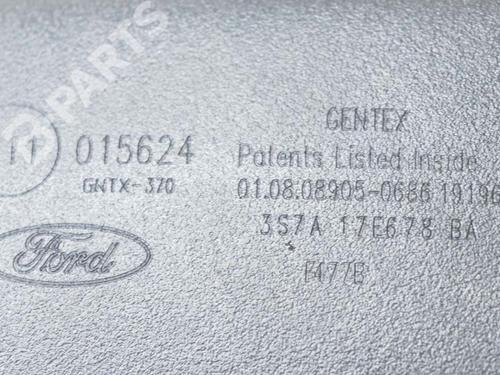 PARTS
11 015624
GNTX-370
Ford
GENTEX
Patents Listed Inside
01.08.08905-0686 19196
3S7A 17E678 BA
F477B